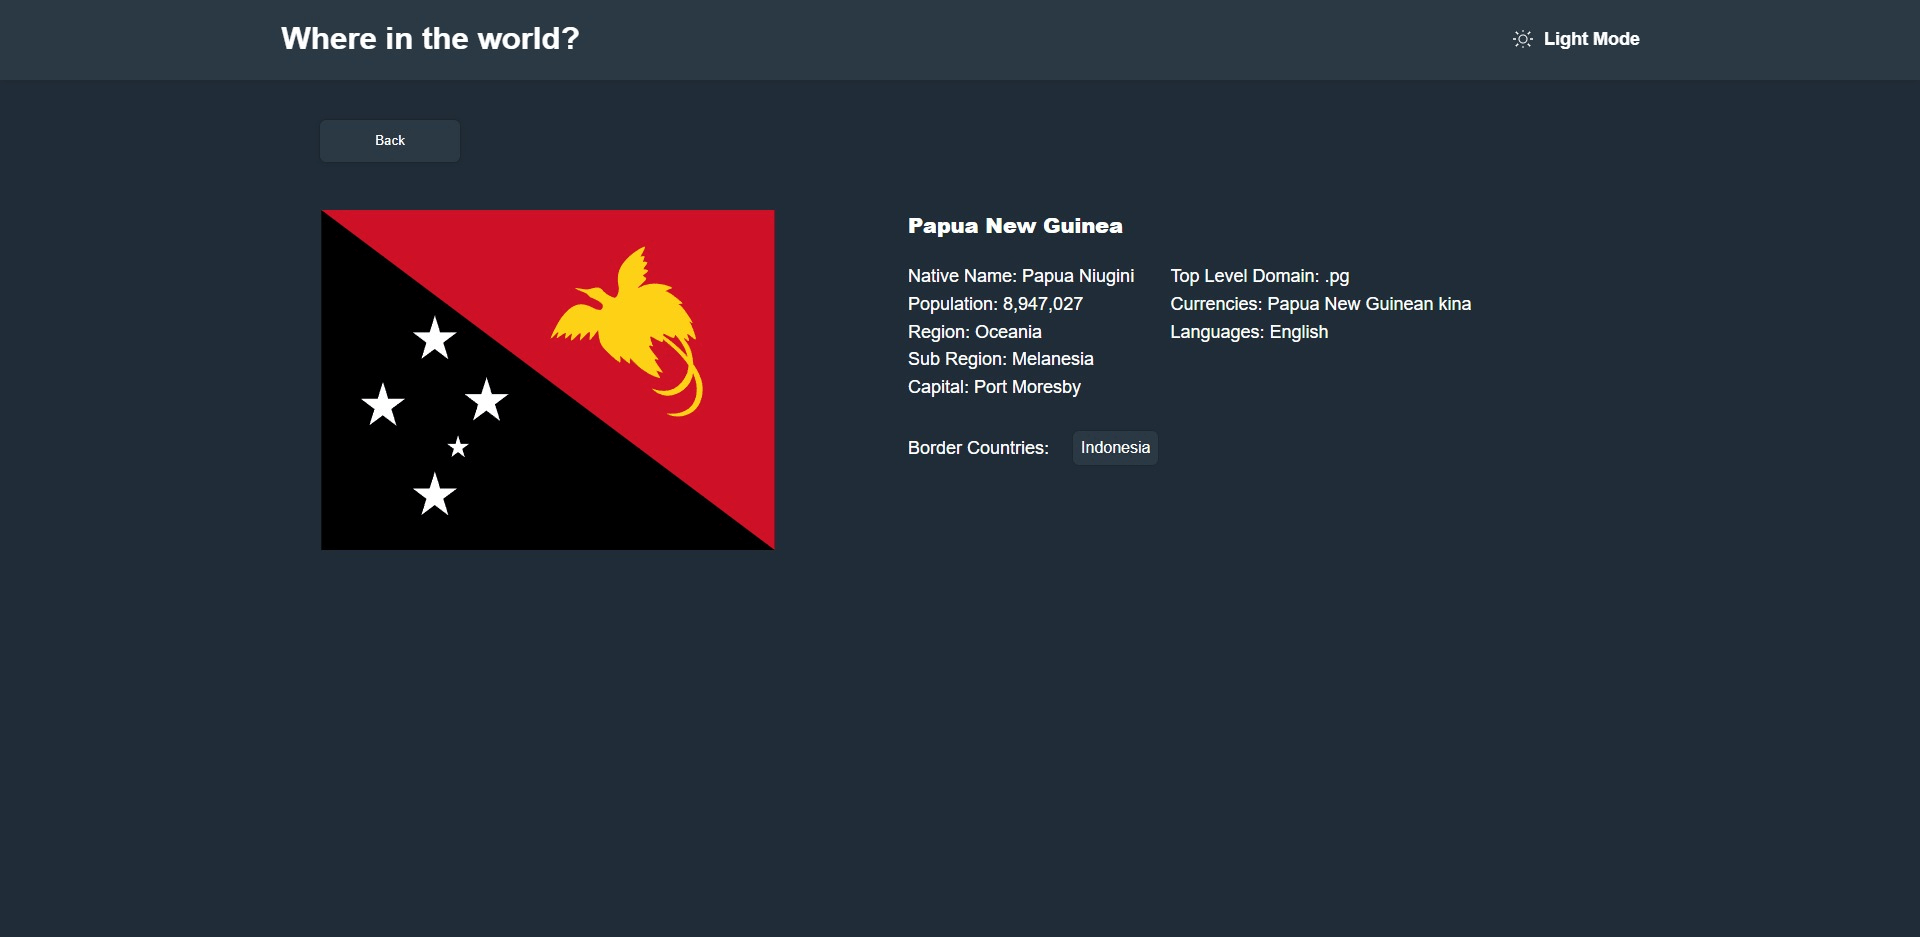 Where in the world?
Light Mode
Back
Papua New Guinea
Native Name: Papua Niugini
Population: 8,947,027
Region: Oceania
Sub Region: Melanesia
Capital: Port Moresby
Top Level Domain: .pg
Currencies: Papua New Guinean kina
Languages: English
Border Countries:
Indonesia